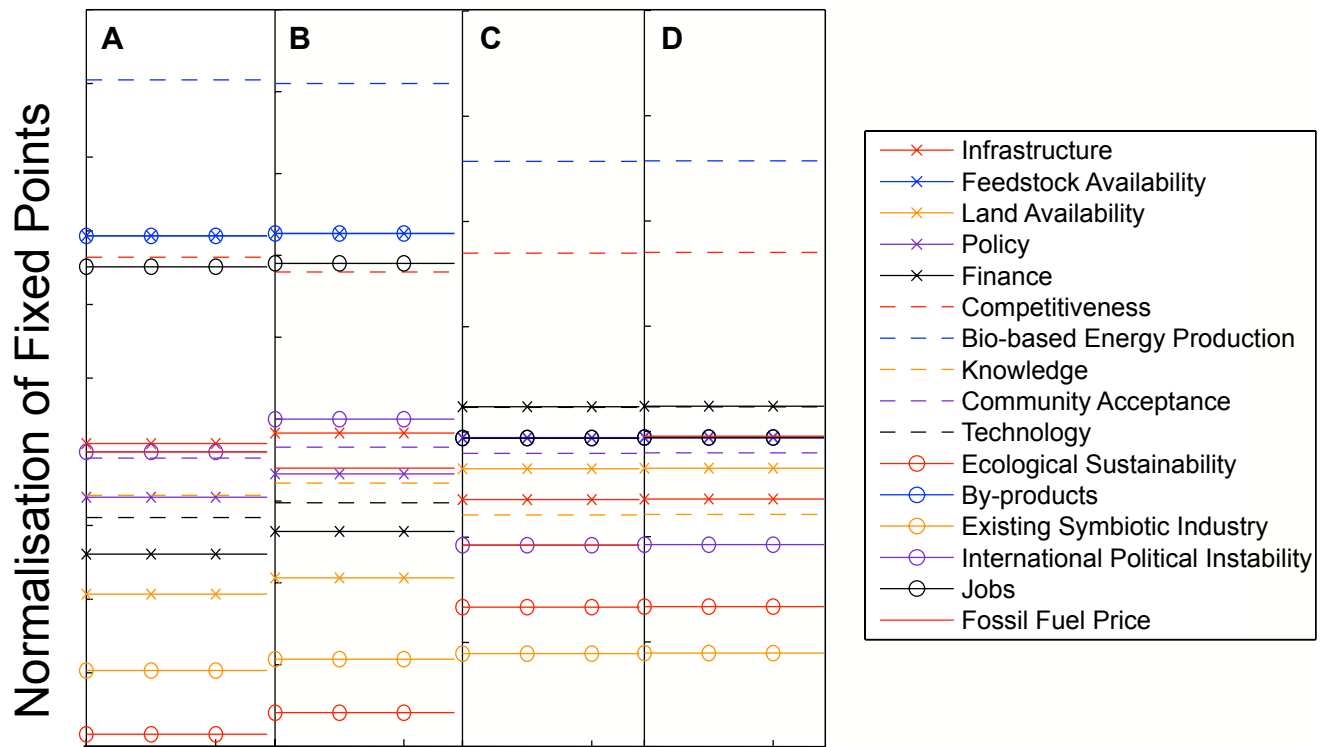 A
B
C
D
Normalisation of Fixed Points
Infrastructure
Feedstock Availability
Land Availability
Policy
Finance
Competitiveness
Bio-based Energy Production
Knowledge
Community Acceptance
Technology
Ecological Sustainability
By-products
Existing Symbiotic Industry
International Political Instability
Jobs
Fossil Fuel Price